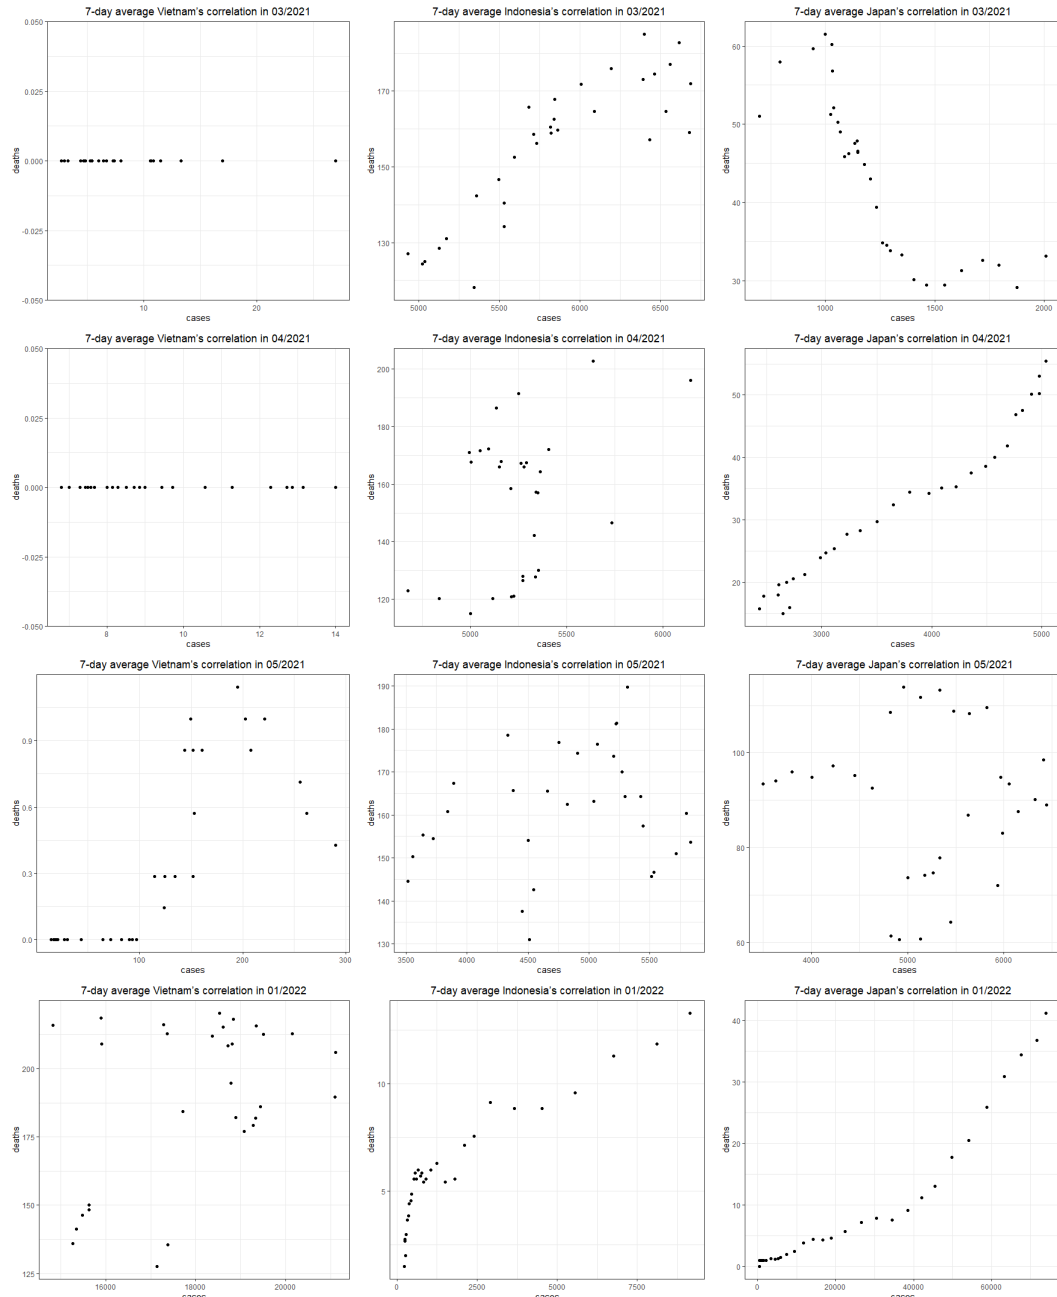 7-day average Vietnam's correlation in 03/2021
7-day average Indonesia's correlation in 03/2021
7-day average Japan's correlation in 03/2021
deaths
0.050
0.025
0.000
-0.025
-0.050
10 20
cases
deaths
170
150
130
5000 5500 6000 6500
cases
deaths
60
50
40
30
1000 1500 2000
cases
7-day average Vietnam's correlation in 04/2021
7-day average Indonesia's correlation in 04/2021
7-day average Japan's correlation in 04/2021
deaths
0.050
0.025
0.000
-0.025
-0.050
8 10 12 14
cases
deaths
200
180
160
140
120
5000 5500 6000
cases
deaths
50
40
30
20
3000 4000 5000
cases
7-day average Vietnam's correlation in 05/2021
7-day average Indonesia's correlation in 05/2021
7-day average Japan's correlation in 05/2021
deaths
0.9
0.6
0.3
0.0
100 200 300
cases
deaths
190
180
170
160
150
140
130
3500 4000 4500 5000 5500
cases
deaths
100
80
60
4000 5000 6000
cases
7-day average Vietnam's correlation in 01/2022
7-day average Indonesia's correlation in 01/2022
7-day average Japan's correlation in 01/2022
deaths
200
175
150
125
16000 18000 20000
cases
deaths
10
5
0 2500 5000 7500
cases
deaths
40
30
20
10
0
0 20000 40000 60000
cases